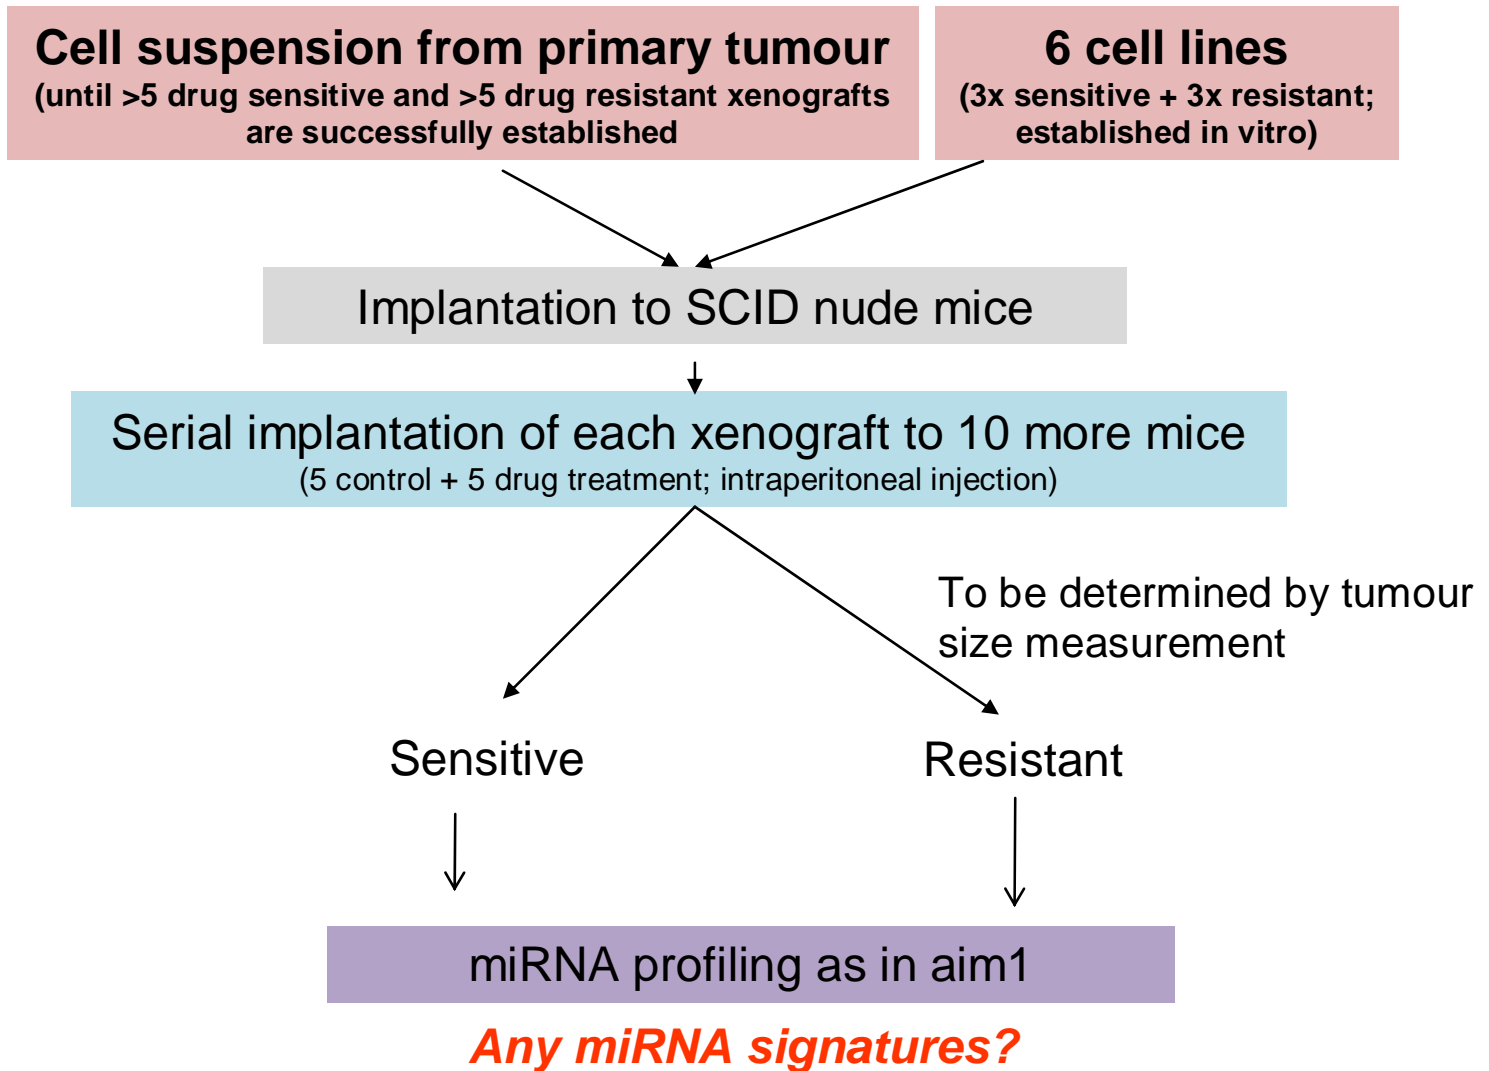 Cell suspension from primary tumour
(until >5 drug sensitive and >5 drug resistant xenografts
are successfully established
6 cell lines
(3x sensitive + 3x resistant;
established in vitro)
Implantation to SCID nude mice
Serial implantation of each xenograft to 10 more mice
(5 control + 5 drug treatment; intraperitoneal injection)
To be determined by tumour
size measurement
Sensitive
Resistant
miRNA profiling as in aim1
Any miRNA signatures?